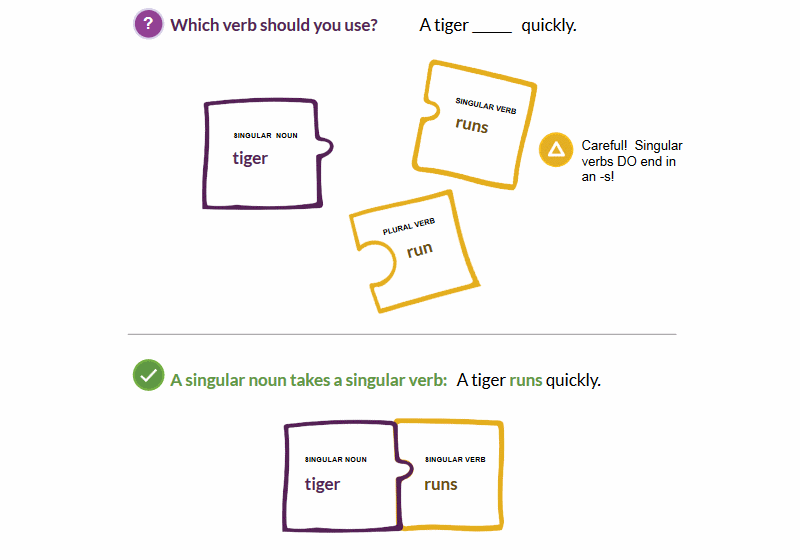 ? Which verb should you use? A tiger _____ quickly.
SINGULAR NOUN
tiger
SINGULAR VERB
runs
Careful! Singular
verbs DO end in
an -s!
PLURAL VERB
run
A singular noun takes a singular verb: A tiger runs quickly.
SINGULAR NOUN
tiger
SINGULAR VERB
runs